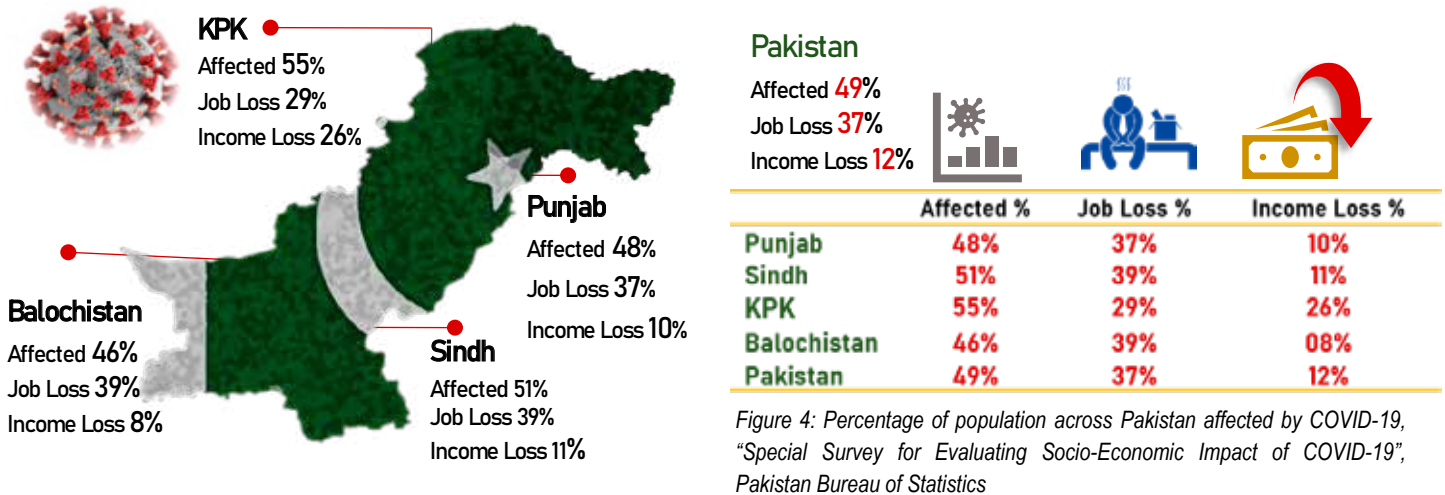 KPK
Affected 55%
Job Loss 29%
Income Loss 26%
Punjab
Affected 48%
Job Loss 37%
Income Loss 10%
Balochistan
Affected 46%
Job Loss 39%
Income Loss 8%
Sindh
Affected 51%
Job Loss 39%
Income Loss 11%
Pakistan
Affected 49%
Job Loss 37%
Income Loss 12%
Affected % Job Loss % Income Loss %
Punjab 48% 37% 10%
Sindh 51% 39% 11%
KPK 55% 29% 26%
Balochistan 46% 39% 08%
Pakistan 49% 37% 12%
Figure 4: Percentage of population across Pakistan affected by COVID-19,
“Special Survey for Evaluating Socio-Economic Impact of COVID-19”,
Pakistan Bureau of Statistics